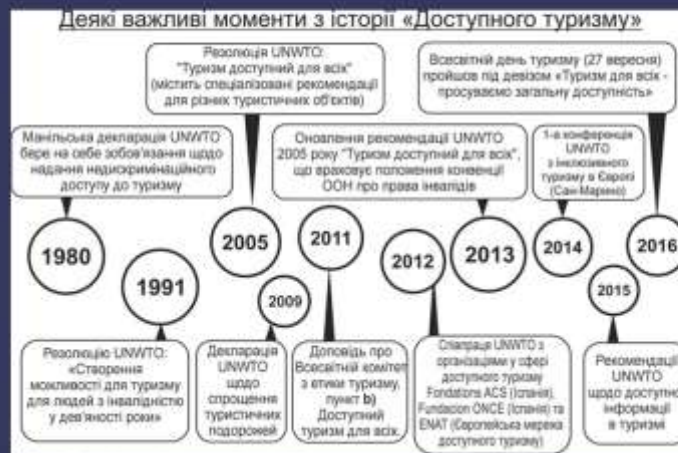 Деякі важливі моменти з історії «Доступного туризму»
Резолюція UNWTO:
"Туризм доступний для всіх"
(містить спеціалізовані рекомендації
для різних туристичних об'єктів)
Всесвітній день туризму (27 вересня)
пройшов під девізом «Туризм для всіх -
просуваємо загальну доступність»
Манільська декларація UNWTO
бере на себе зобов'язання щодо
надання недискримінаційного
доступу до туризму
Оновлення рекомендації UNWTO
2005 року "Туризм доступний для всіх",
що враховує положення конвенції
ООН про права інвалідів
1-а конференція
UNWTO
з інклюзивного
туризму в Європі
(Сан-Марино)
1980
1991
2005
2009
2011
2012
2013
2014
2015
2016
Резолюцію UNWTO:
«Створення
можливості для туризму
для людей з інвалідністю
у дев'яності роки»
Декларація
UNWTO
щодо
спрощення
туристичних
подорожей
Доповідь про
Всесвітній комітет
з етики туризму,
пункт b)
Доступний
туризм для всіх.
Співпраця UNWTO з
організаціями у сфері
доступного туризму
Fondations ACS (Іспанія),
Fundacion ONCE (Іспанія) та
ENAT (Європейська мережа
доступного туризму)
Рекомендації
UNWTO
щодо доступної
інформації
в туризмі